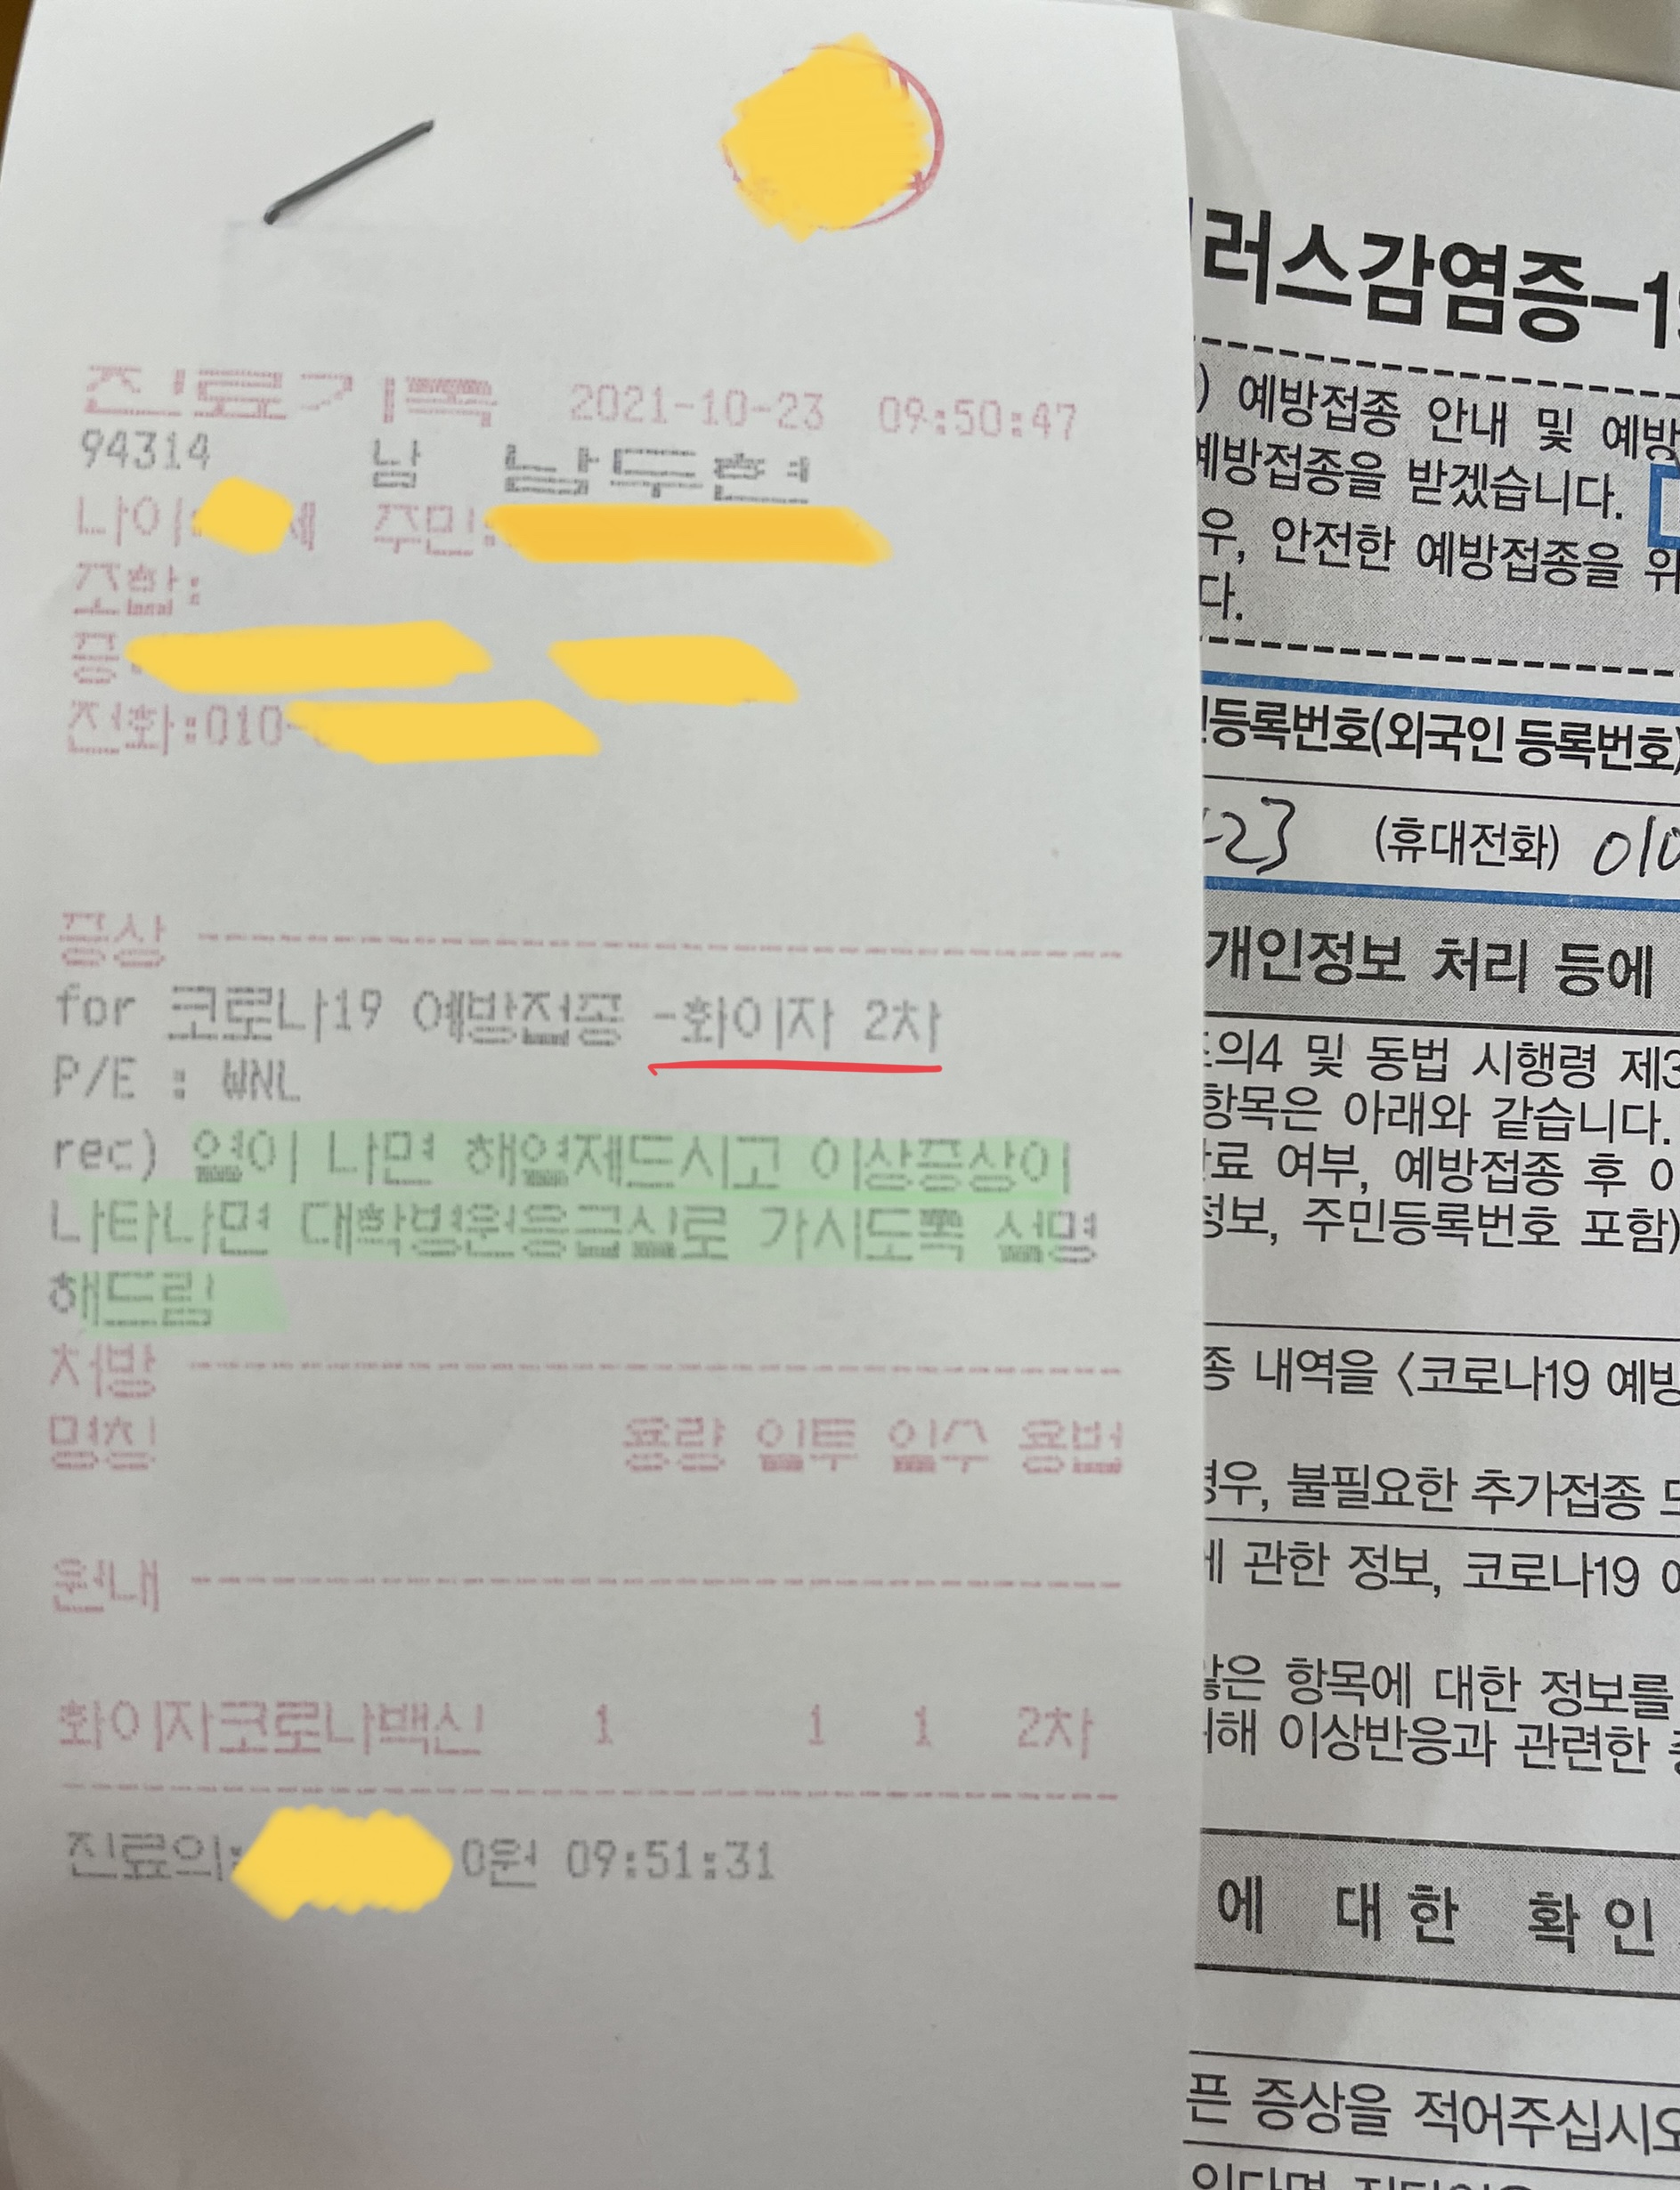 진료기록 2021-10-23 09:50:47
94314 남 남두현
나이: 세 주민:
조합:
증
전화:010-
증상
for 코로나19 예방접종 -화이자 2차
P/E : WNL
rec) 열이 나면 해열제드시고 이상증상이
나타나면 대학병원응급실로 가시도록 설명
해드림
처방
명칭 용량 일투 일수 용법
원내
화이자코로나백신 1 1 1 2차
진료의: 0원 09:51:31
러스감염증-19
) 예방접종 안내 및 예방
예방접종을 받겠습니다.
우, 안전한 예방접종을 위
다.
등록번호(외국인 등록번호)
-23 (휴대전화) 010
개인정보 처리 등에
의4 및 동법 시행령 제3
항목은 아래와 같습니다.
료 여부, 예방접종 후 이
정보, 주민등록번호 포함)
종 내역을 <코로나19 예방
경우, 불필요한 추가접종
에 관한 정보, 코로나19 예
않은 항목에 대한 정보를
위해 이상반응과 관련한
에 대한 확인
픈 증상을 적어주십시오
있다면